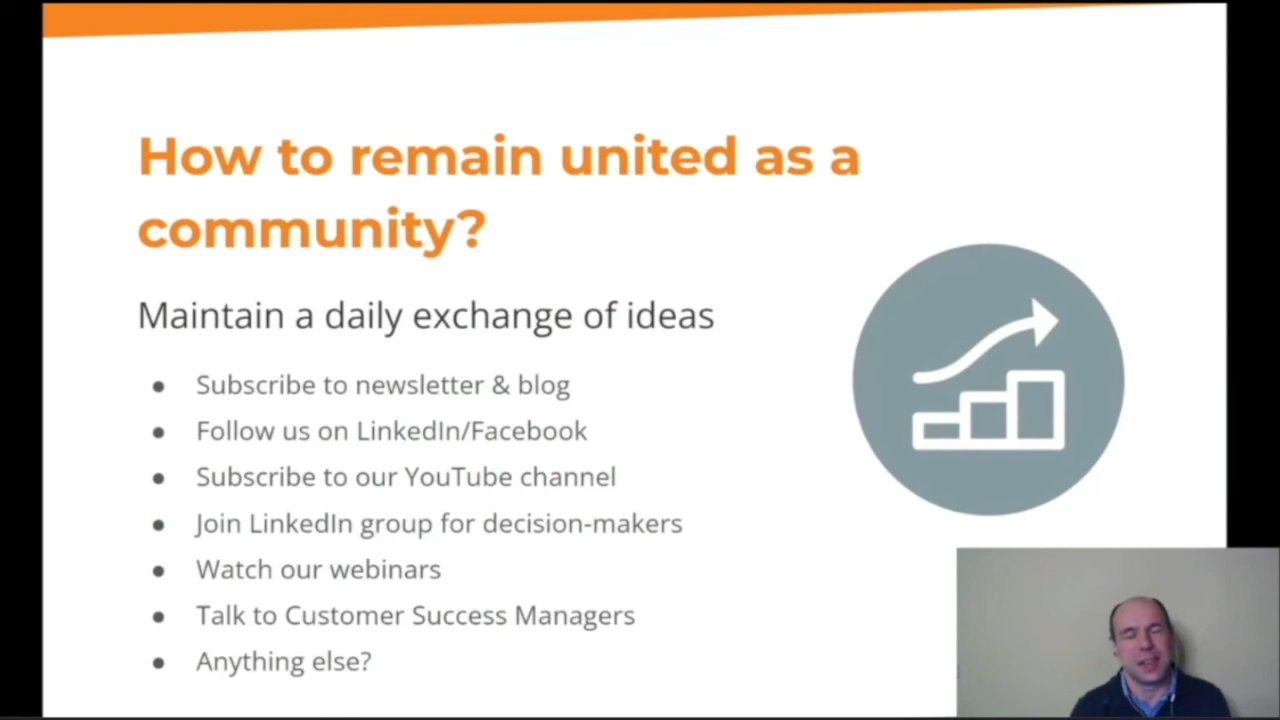 How to remain united as a
community?
Maintain a daily exchange of ideas
● Subscribe to newsletter & blog
● Follow us on LinkedIn/Facebook
● Subscribe to our YouTube channel
● Join LinkedIn group for decision-makers
● Watch our webinars
● Talk to Customer Success Managers
● Anything else?